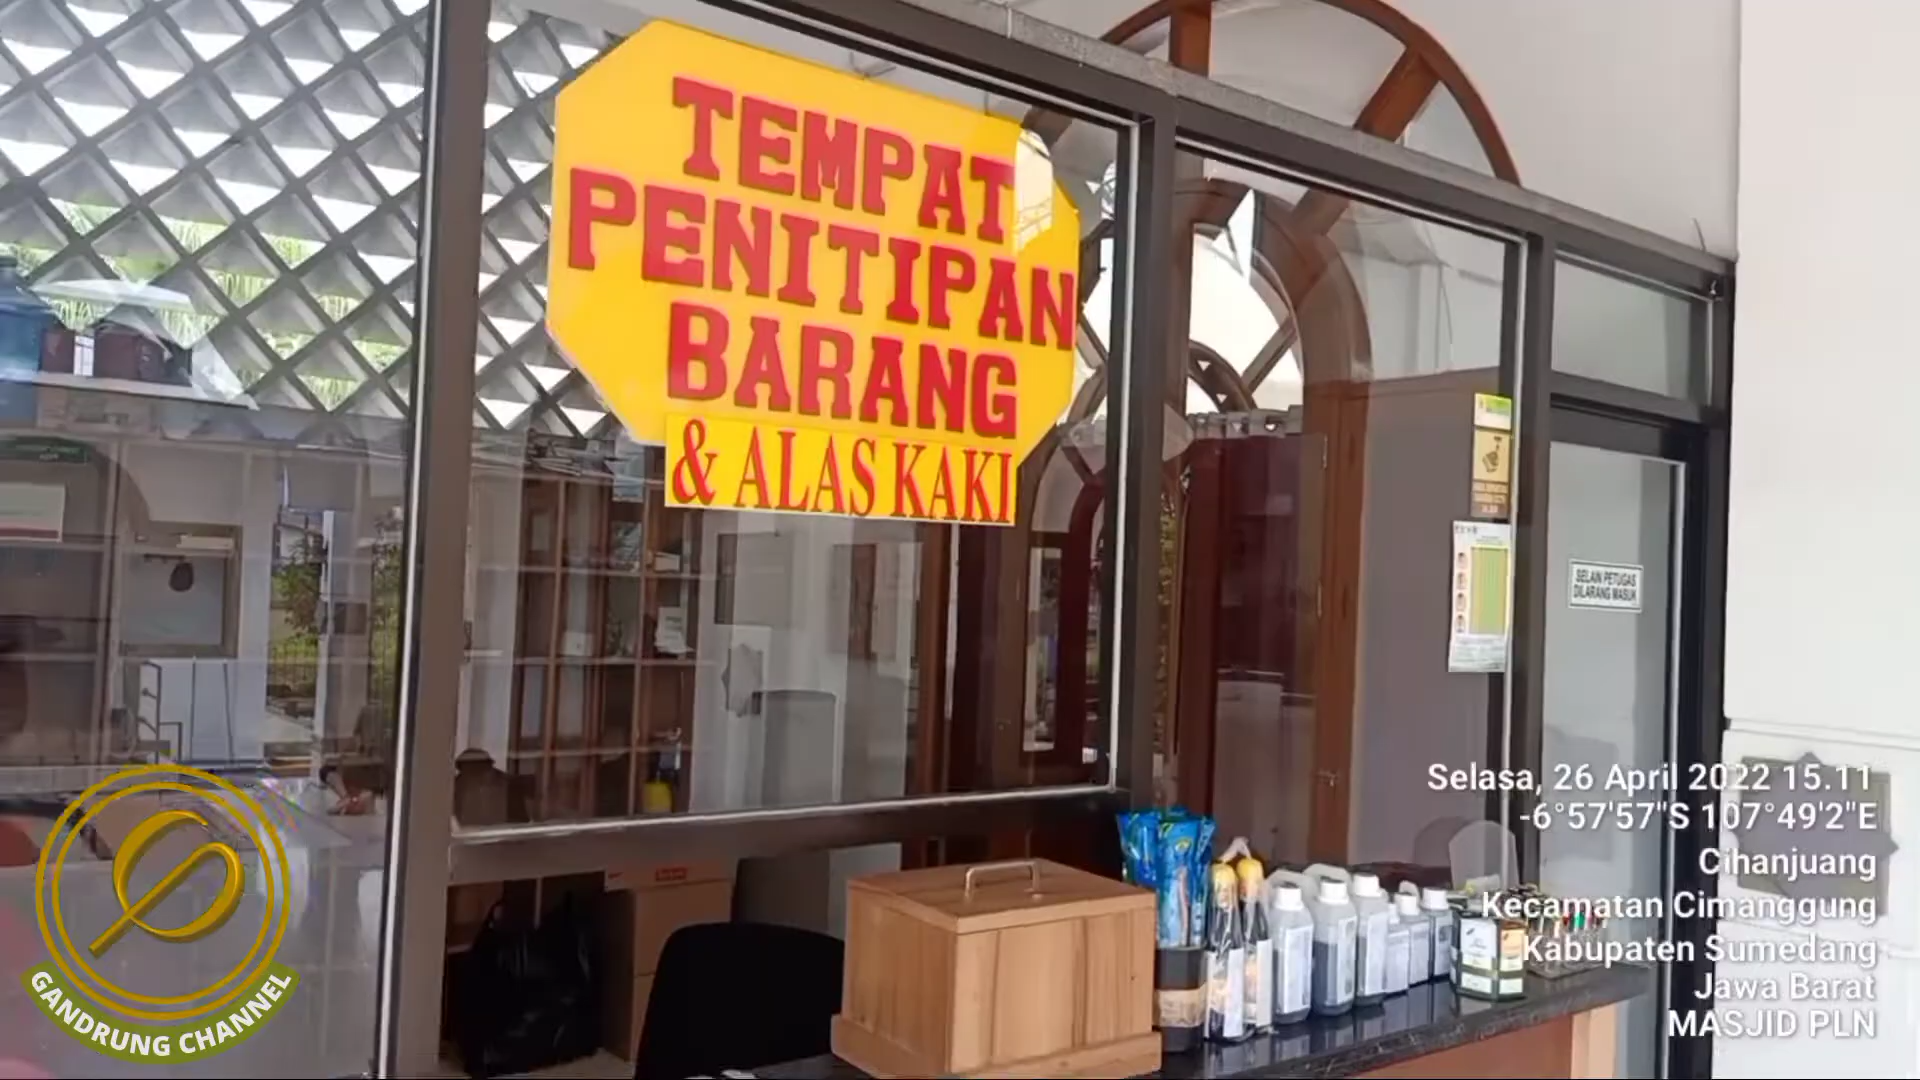 TEMPAT
PENITIPAN
BARANG
& ALAS KAKI
SELAIN PETUGAS
DILARANG MASUK
Selasa, 26 April 2022 15.11
-6°57'57"S 107°49'2"E
Cihanjuang
Kecamatan Cimanggung
Kabupaten Sumedang
Jawa Barat
MASJID PLN
GANDRUNG CHANNEL